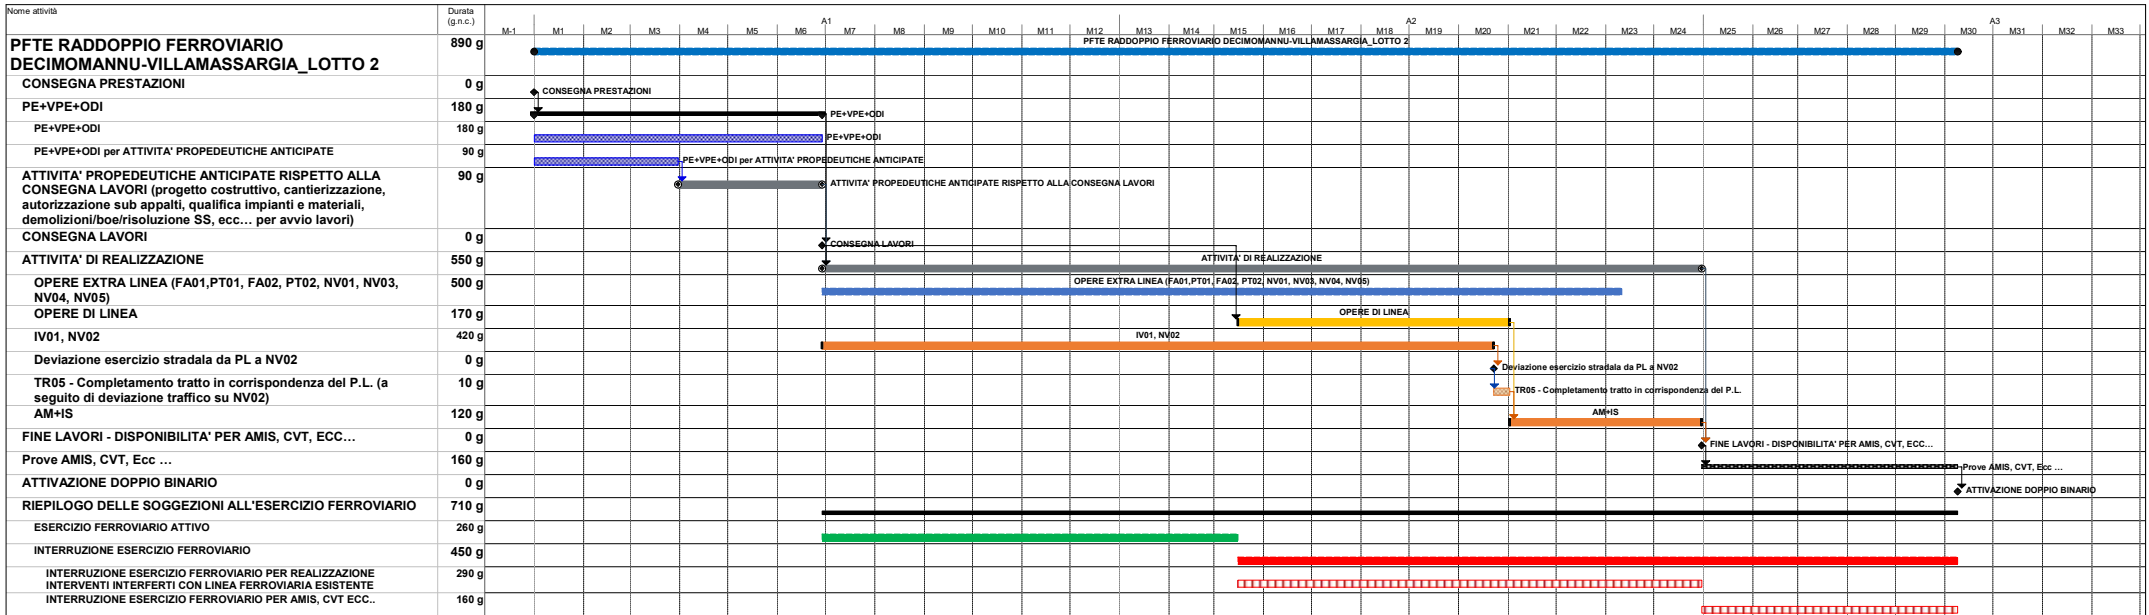 Nome attività Durata
(g.n.c.)
A1 A2 A3
M-1 M1 M2 M3 M4 M5 M6 M7 M8 M9 M10 M11 M12 M13 M14 M15 M16 M17 M18 M19 M20 M21 M22 M23 M24 M25 M26 M27 M28 M29 M30 M31 M32 M33
PFTE RADDOPPIO FERROVIARIO 890 g PFTE RADDOPPIO FERROVIARIO DECIMOMANNU-VILLAMASSARGIA_LOTTO 2
DECIMOMANNU-VILLAMASSARGIA_LOTTO 2
CONSEGNA PRESTAZIONI 0 g CONSEGNA PRESTAZIONI
PE+VPE+ODI 180 g PE+VPE+ODI
PE+VPE+ODI 180 g PE+VPE+ODI
PE+VPE+ODI per ATTIVITA' PROPEDEUTICHE ANTICIPATE 90 g PE+VPE+ODI per ATTIVITA' PROPEDEUTICHE ANTICIPATE
ATTIVITA' PROPEDEUTICHE ANTICIPATE RISPETTO ALLA 90 g ATTIVITA' PROPEDEUTICHE ANTICIPATE RISPETTO ALLA CONSEGNA LAVORI
CONSEGNA LAVORI (progetto costruttivo, cantierizzazione,
autorizzazione sub appalti, qualifica impianti e materiali,
demolizioni/boe/risoluzione SS, ecc… per avvio lavori)
CONSEGNA LAVORI 0 g CONSEGNA LAVORI
ATTIVITA' DI REALIZZAZIONE 550 g ATTIVITA' DI REALIZZAZIONE
OPERE EXTRA LINEA (FA01,PT01, FA02, PT02, NV01, NV03, 500 g OPERE EXTRA LINEA (FA01,PT01, FA02, PT02, NV01, NV03, NV04, NV05)
NV04, NV05)
OPERE DI LINEA 170 g OPERE DI LINEA
IV01, NV02 420 g IV01, NV02
Deviazione esercizio stradala da PL a NV02 0 g Deviazione esercizio stradala da PL a NV02
TR05 - Completamento tratto in corrispondenza del P.L. (a 10 g TR05 - Completamento tratto in corrispondenza del P.L.
seguito di deviazione traffico su NV02)
AM+IS 120 g AM+IS
FINE LAVORI - DISPONIBILITA' PER AMIS, CVT, ECC… 0 g FINE LAVORI - DISPONIBILITA' PER AMIS, CVT, ECC…
Prove AMIS, CVT, Ecc … 160 g Prove AMIS, CVT, Ecc …
ATTIVAZIONE DOPPIO BINARIO 0 g ATTIVAZIONE DOPPIO BINARIO
RIEPILOGO DELLE SOGGEZIONI ALL'ESERCIZIO FERROVIARIO 710 g
ESERCIZIO FERROVIARIO ATTIVO 260 g
INTERRUZIONE ESERCIZIO FERROVIARIO 450 g
INTERRUZIONE ESERCIZIO FERROVIARIO PER REALIZZAZIONE 290 g
INTERVENTI INTERFERTI CON LINEA FERROVIARIA ESISTENTE
INTERRUZIONE ESERCIZIO FERROVIARIO PER AMIS, CVT ECC.. 160 g